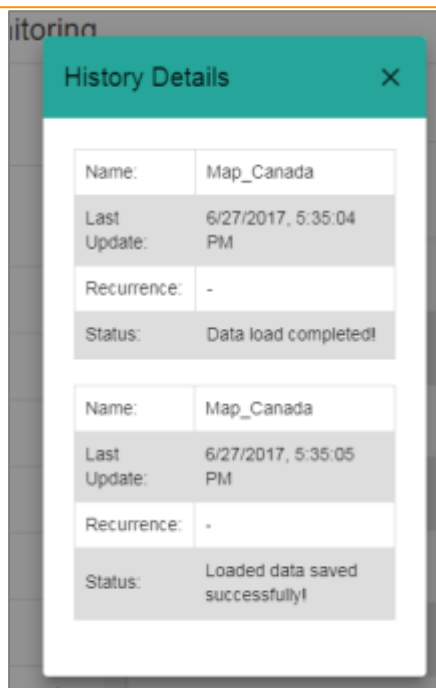 itoring
History Details ×
Name: Map_Canada
Last Update: 6/27/2017, 5:35:04 PM
Recurrence: -
Status: Data load completed!
Name: Map_Canada
Last Update: 6/27/2017, 5:35:05 PM
Recurrence: -
Status: Loaded data saved successfully!